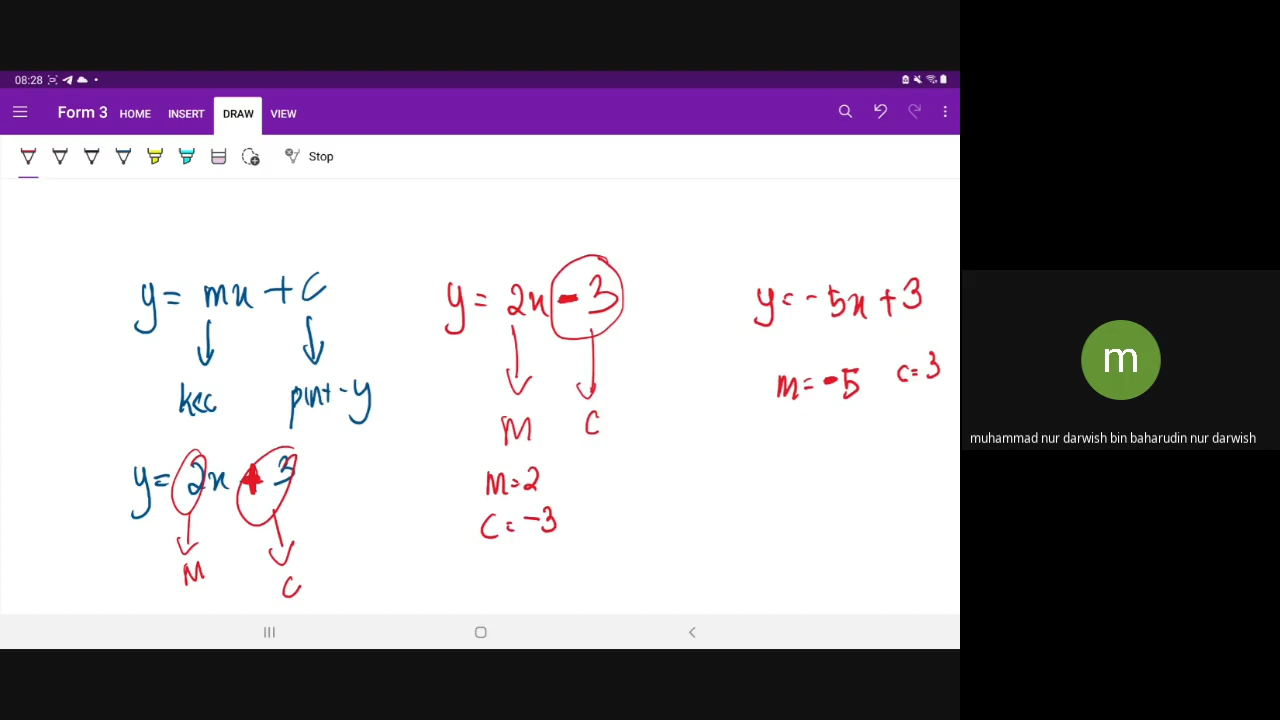 08:28
Form 3 HOME INSERT DRAW VIEW
Stop
y = mx + c
kec
pint - y
y = 2x + 3
M
C
y = 2x - 3
M
C
M = 2
C = -3
y = -5x + 3
m = -5 c = 3
m
muhammad nur darwish bin baharudin nur darwish